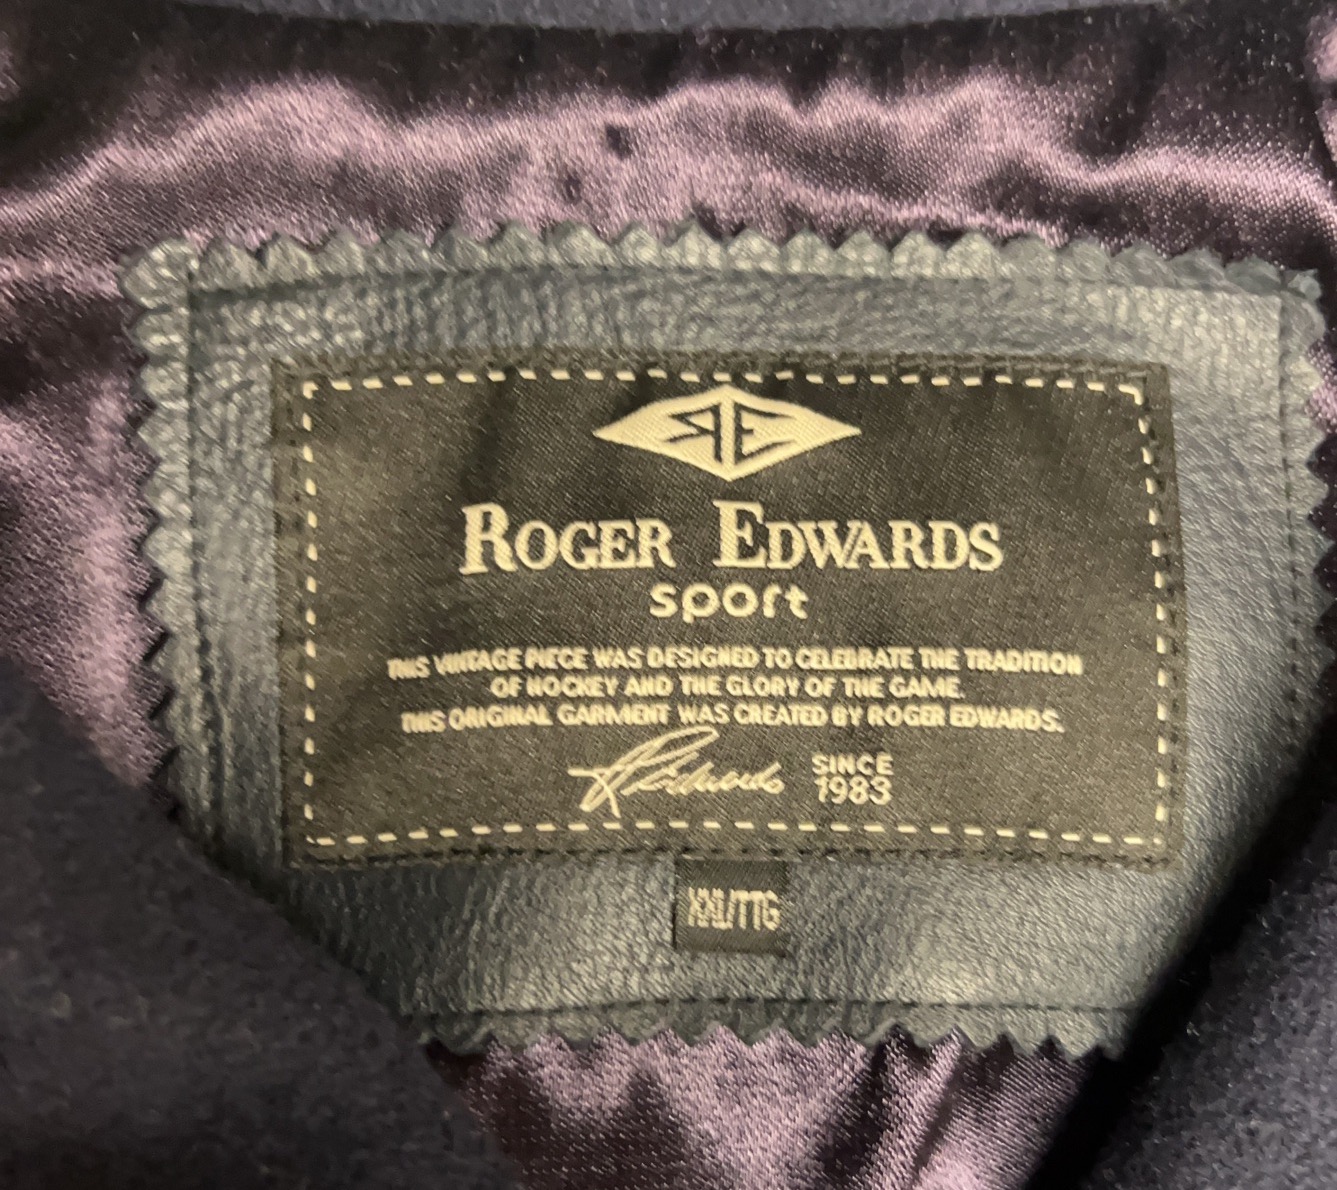 RE
ROGER EDWARDS
sport
THIS VINTAGE PIECE WAS DESIGNED TO CELEBRATE THE TRADITION
OF HOCKEY AND THE GLORY OF THE GAME.
THIS ORIGINAL GARMENT WAS CREATED BY ROGER EDWARDS.
REdwards
SINCE
1983
XXL/TTG